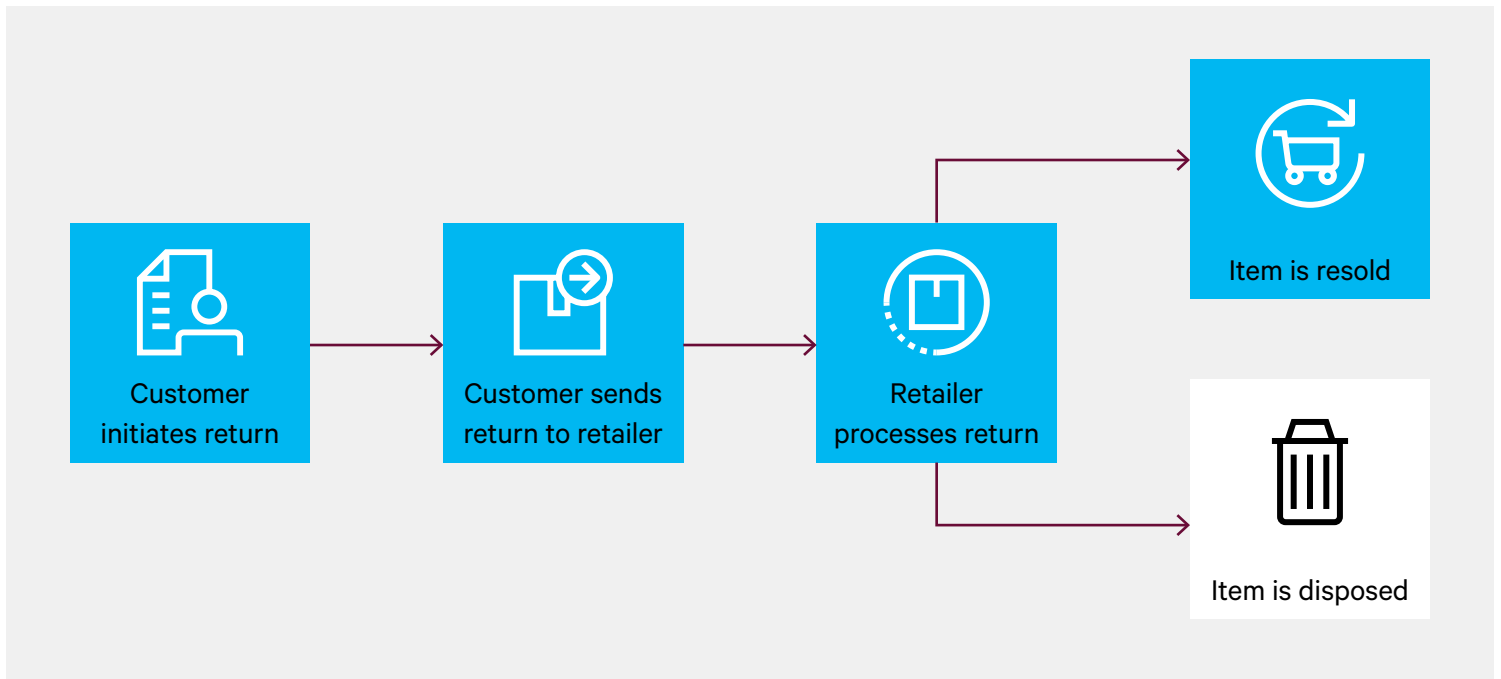 Customer
initiates return
Customer sends
return to retailer
Retailer
processes return
Item is resold
Item is disposed